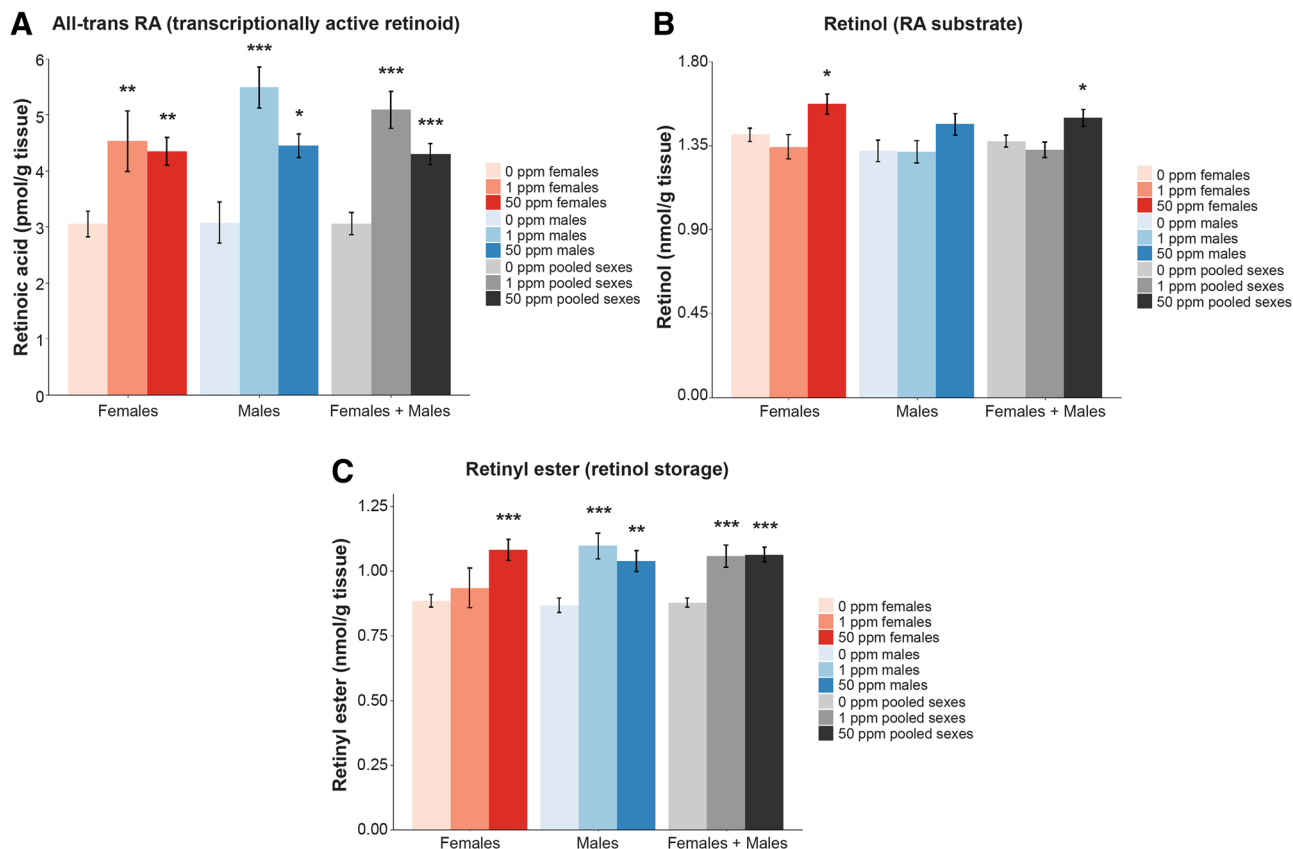 A
All-trans RA (transcriptionally active retinoid)
Retinoic acid (pmol/g tissue)
6
5
4
3
2
1
0
**
**
***
*
***
***
Females
Males
Females + Males
0 ppm females
1 ppm females
50 ppm females
0 ppm males
1 ppm males
50 ppm males
0 ppm pooled sexes
1 ppm pooled sexes
50 ppm pooled sexes
B
Retinol (RA substrate)
Retinol (nmol/g tissue)
1.80
1.35
0.90
0.45
0.00
*
*
Females
Males
Females + Males
0 ppm females
1 ppm females
50 ppm females
0 ppm males
1 ppm males
50 ppm males
0 ppm pooled sexes
1 ppm pooled sexes
50 ppm pooled sexes
C
Retinyl ester (retinol storage)
Retinyl ester (nmol/g tissue)
1.25
1.00
0.75
0.50
0.25
0.00
***
***
**
***
***
Females
Males
Females + Males
0 ppm females
1 ppm females
50 ppm females
0 ppm males
1 ppm males
50 ppm males
0 ppm pooled sexes
1 ppm pooled sexes
50 ppm pooled sexes